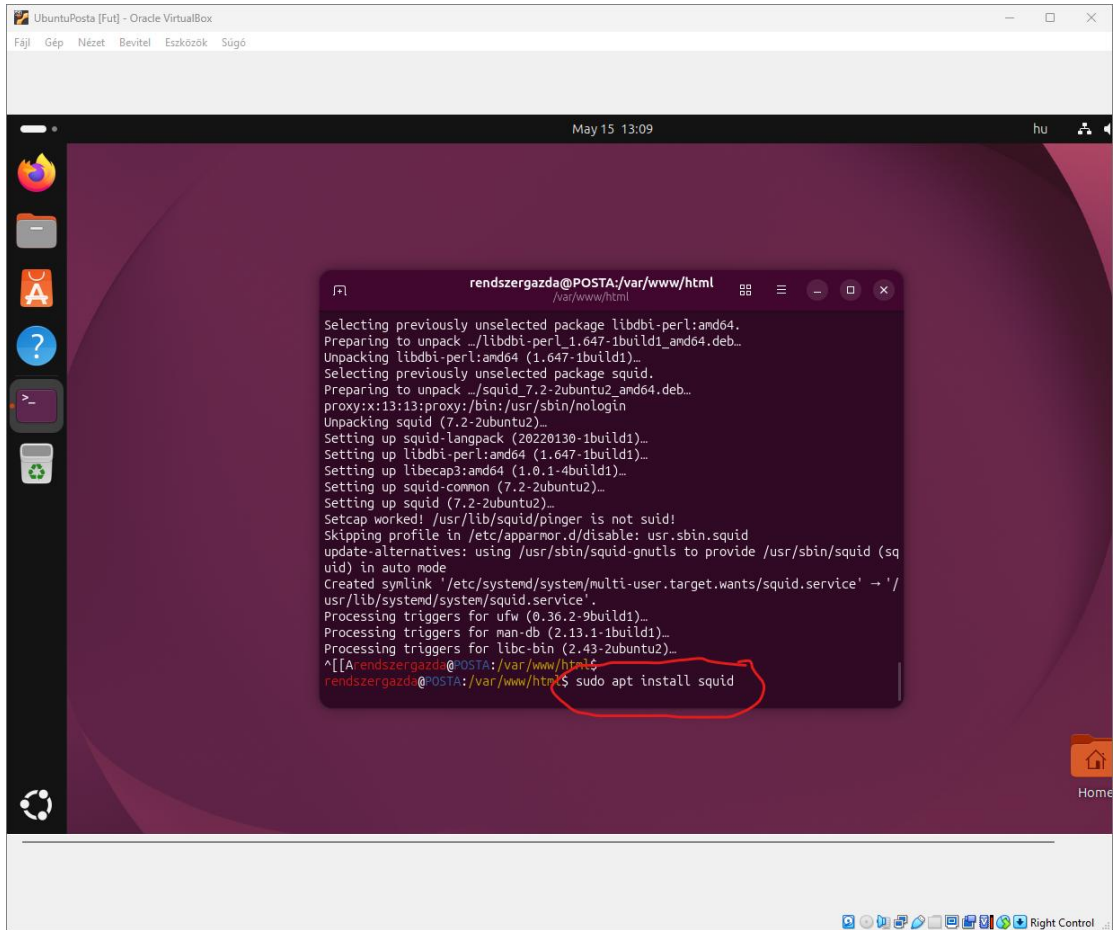 UbuntuPosta [Fut] - Oracle VirtualBox
Fájl Gép Nézet Bevitel Eszközök Súgó
May 15 13:09
hu
rendszergazda@POSTA:/var/www/html
/var/www/html
Selecting previously unselected package libdbi-perl:amd64.
Preparing to unpack …/libdbi-perl_1.647-1build1_amd64.deb…
Unpacking libdbi-perl:amd64 (1.647-1build1)…
Selecting previously unselected package squid.
Preparing to unpack …/squid_7.2-2ubuntu2_amd64.deb…
proxy:x:13:13:proxy:/bin:/usr/sbin/nologin
Unpacking squid (7.2-2ubuntu2)…
Setting up squid-langpack (20220130-1build1)…
Setting up libdbi-perl:amd64 (1.647-1build1)…
Setting up libecap3:amd64 (1.0.1-4build1)…
Setting up squid-common (7.2-2ubuntu2)…
Setting up squid (7.2-2ubuntu2)…
Setcap worked! /usr/lib/squid/pinger is not suid!
Skipping profile in /etc/apparmor.d/disable: usr.sbin.squid
update-alternatives: using /usr/sbin/squid-gnutls to provide /usr/sbin/squid (sq
uid) in auto mode
Created symlink '/etc/systemd/system/multi-user.target.wants/squid.service' → '/
usr/lib/systemd/system/squid.service'.
Processing triggers for ufw (0.36.2-9build1)…
Processing triggers for man-db (2.13.1-1build1)…
Processing triggers for libc-bin (2.43-2ubuntu2)…
^[[Arendszergazda@POSTA:/var/www/html$
rendszergazda@POSTA:/var/www/html$ sudo apt install squid
Home
Right Control